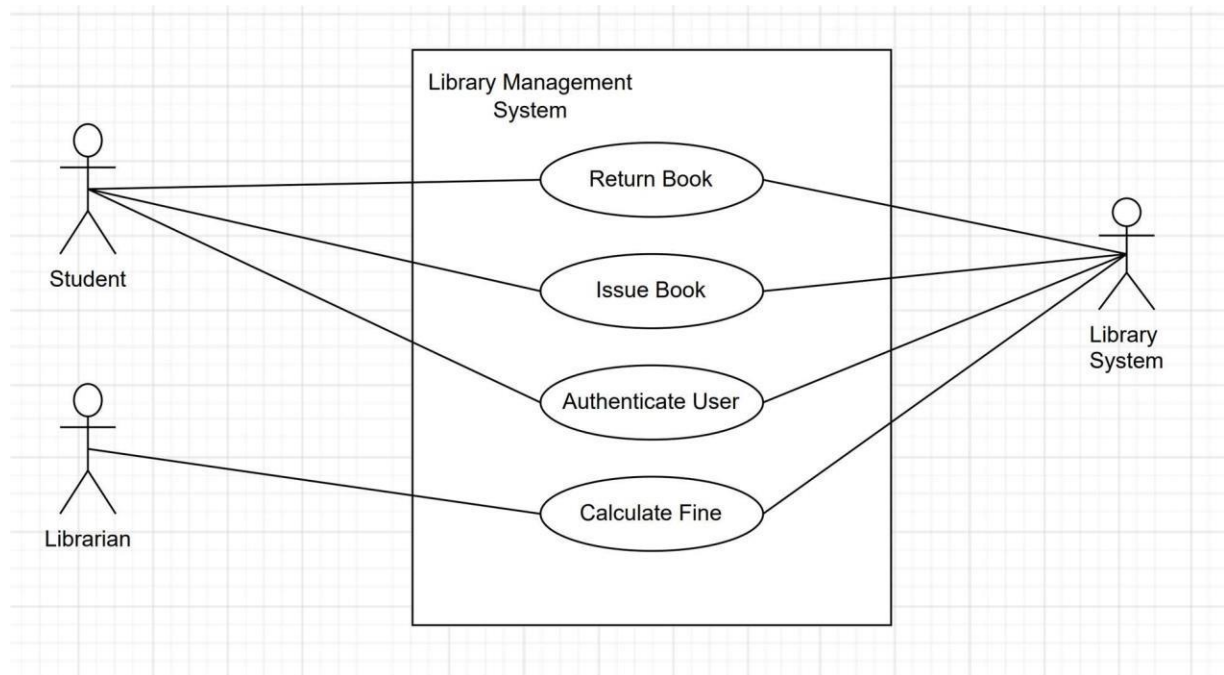 Library Management
System
Return Book
Student
Issue Book
Library
System
Authenticate User
Librarian
Calculate Fine